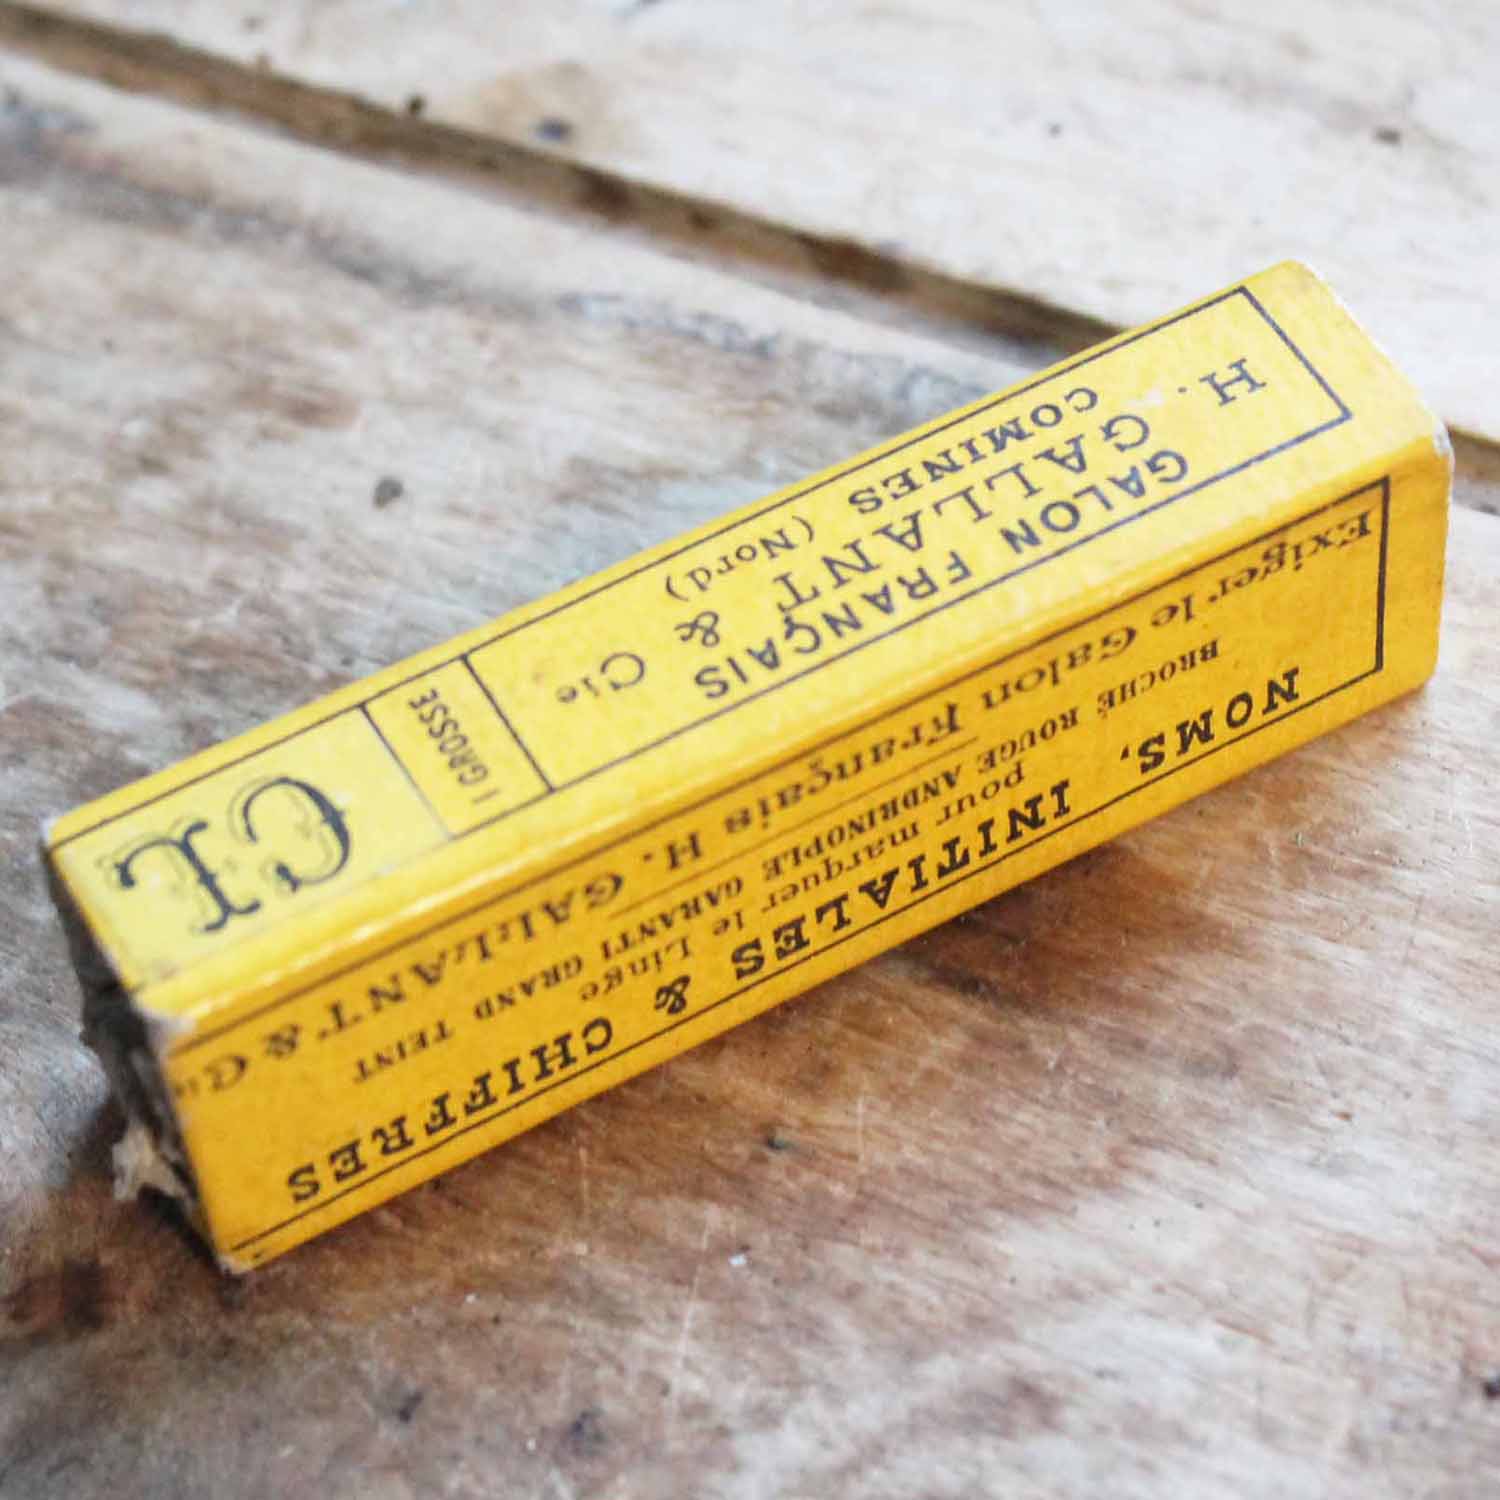 NOMS, INITIALES & CHIFFRES
pour marquer le Linge
BROCHÉ ROUGE ANDRINOPLE GARANTI GRAND TEINT
Exiger le Galon Français H. GALLANT & Cie
GALON FRANÇAIS
H. GALLANT & Cie
COMINES (Nord)
1 GROSSE
CL